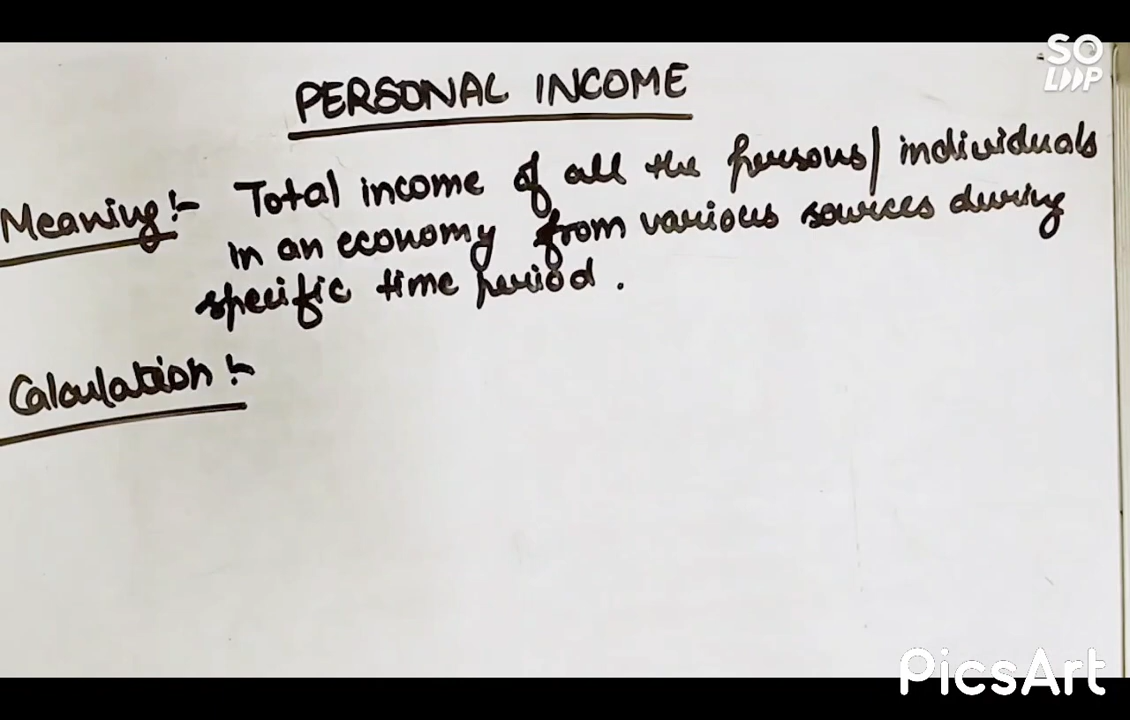 SO
LOOP
PERSONAL INCOME
Meaning:- Total income of all the persons/individuals
in an economy from various sources during
specific time period.
Calculation:-
PicsArt